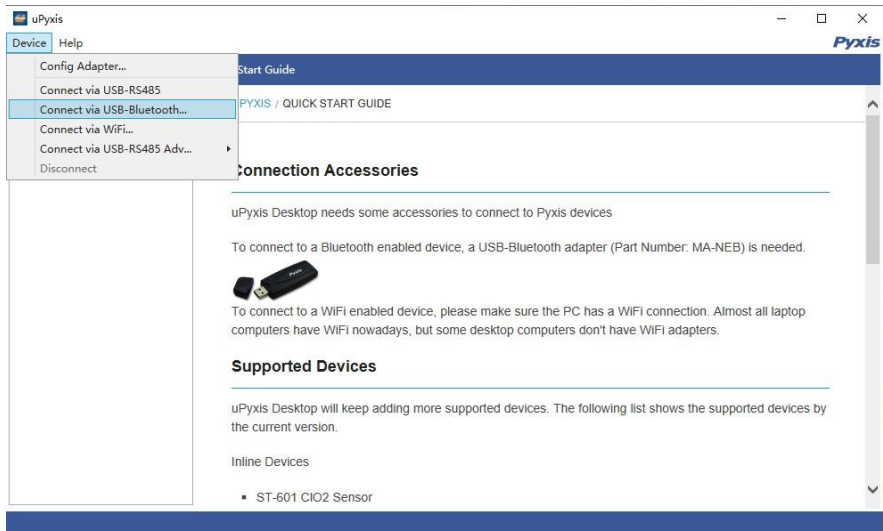 uPyxis
Device Help
Pyxis
Config Adapter...
Connect via USB-RS485
Connect via USB-Bluetooth...
Connect via WiFi...
Connect via USB-RS485 Adv...
Disconnect
Start Guide
PYXIS / QUICK START GUIDE
Connection Accessories
uPyxis Desktop needs some accessories to connect to Pyxis devices
To connect to a Bluetooth enabled device, a USB-Bluetooth adapter (Part Number: MA-NEB) is needed.
Pyxis
To connect to a WiFi enabled device, please make sure the PC has a WiFi connection. Almost all laptop
computers have WiFi nowadays, but some desktop computers don't have WiFi adapters.
Supported Devices
uPyxis Desktop will keep adding more supported devices. The following list shows the supported devices by
the current version.
Inline Devices
▪ ST-601 ClO2 Sensor